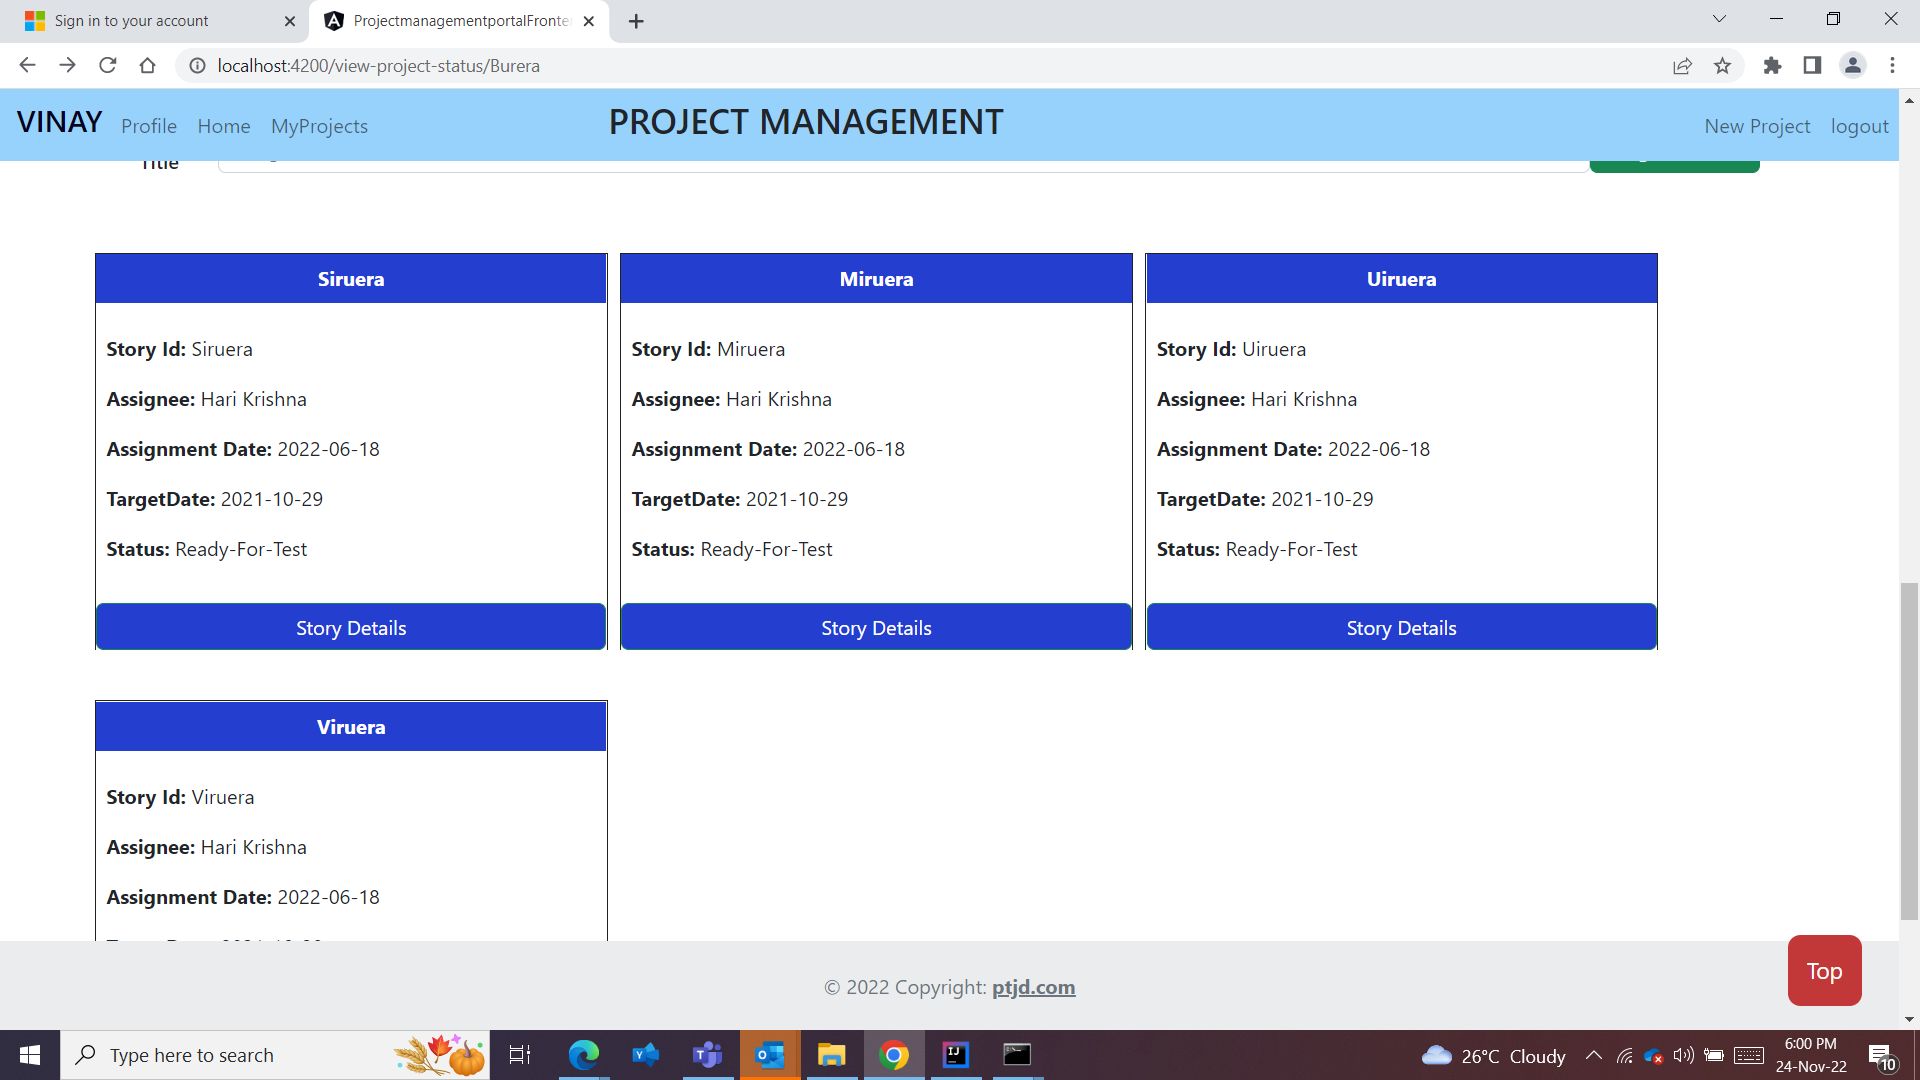 Sign in to your account
ProjectmanagementportalFronte
localhost:4200/view-project-status/Burera
VINAY Profile Home MyProjects PROJECT MANAGEMENT New Project logout
Title
Siruera
Story Id: Siruera
Assignee: Hari Krishna
Assignment Date: 2022-06-18
TargetDate: 2021-10-29
Status: Ready-For-Test
Story Details
Miruera
Story Id: Miruera
Assignee: Hari Krishna
Assignment Date: 2022-06-18
TargetDate: 2021-10-29
Status: Ready-For-Test
Story Details
Uiruera
Story Id: Uiruera
Assignee: Hari Krishna
Assignment Date: 2022-06-18
TargetDate: 2021-10-29
Status: Ready-For-Test
Story Details
Viruera
Story Id: Viruera
Assignee: Hari Krishna
Assignment Date: 2022-06-18
© 2022 Copyright: ptjd.com
Top
Type here to search
26°C Cloudy
6:00 PM
24-Nov-22
10